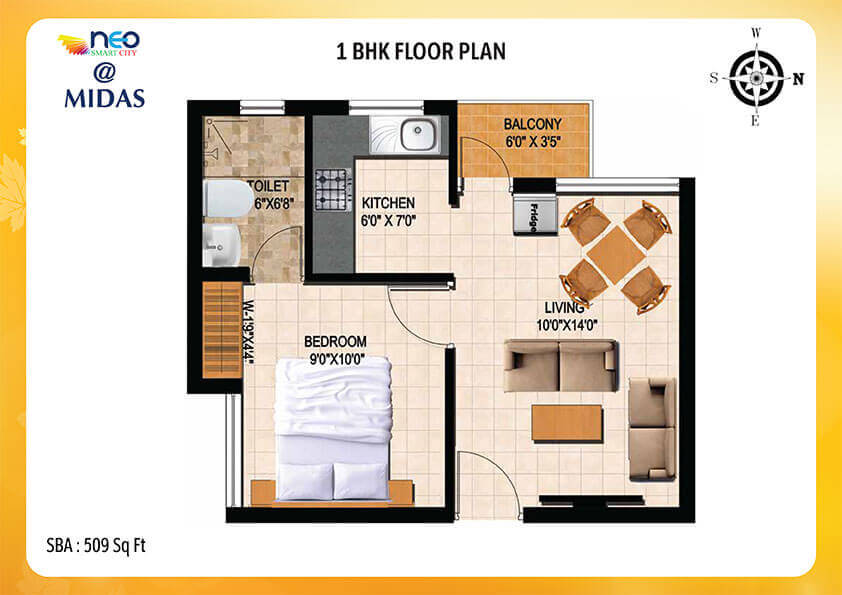 neo
SMART CITY
@
MIDAS
1 BHK FLOOR PLAN
W
S
N
E
BALCONY
6'0" X 3'5"
TOILET
6"X6'8"
KITCHEN
6'0" X 7'0"
Fridge
LIVING
10'0"X14'0"
W-1'9"X4'4"
BEDROOM
9'0"X10'0"
SBA : 509 Sq Ft